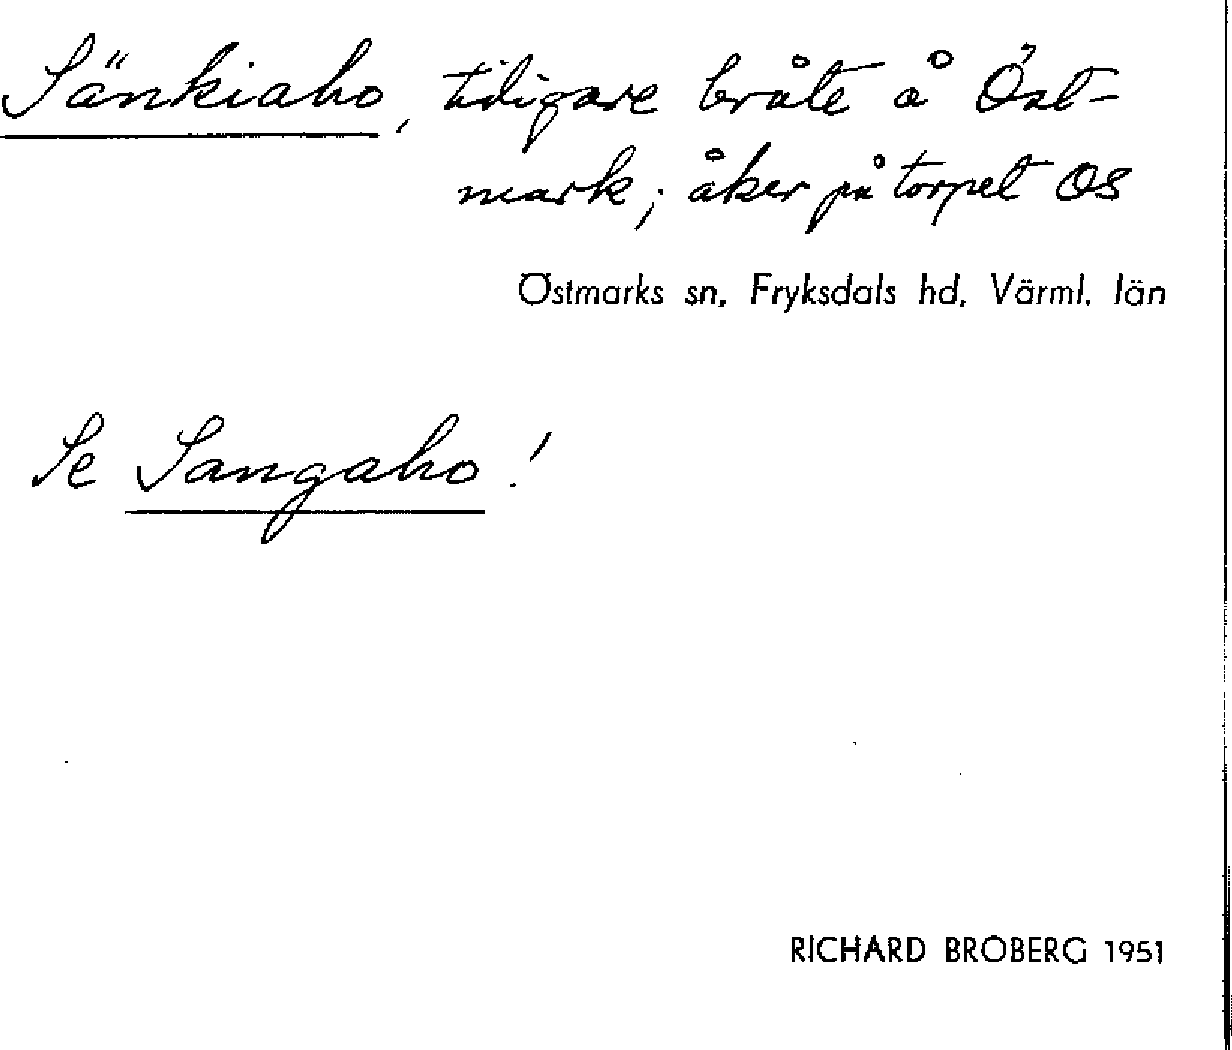 Sänkiaho, tidigare bråte å Öst-
mark; åker på torpet OS
Östmarks sn, Fryksdals hd, Värml. län
Se Sangaho!
RICHARD BROBERG 1951